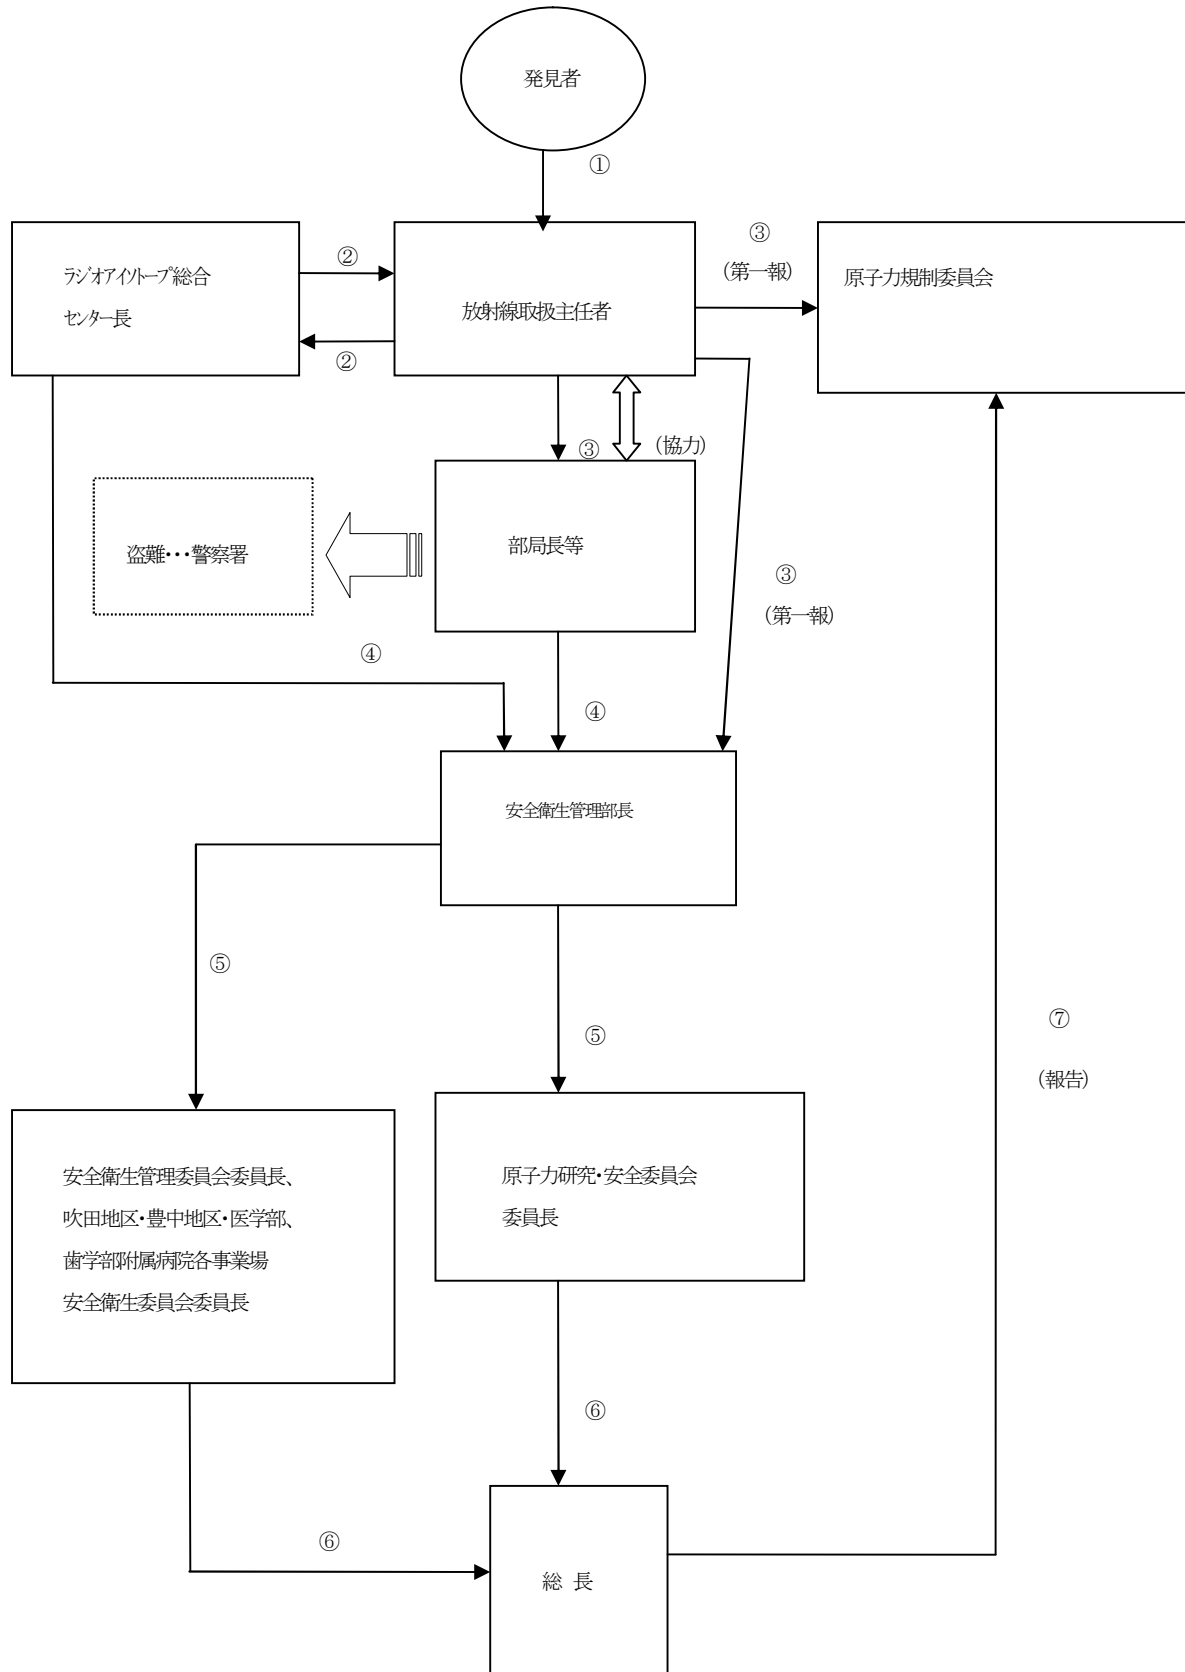 発見者
①
ラジオアイソトープ総合
センター長
②
②
放射線取扱主任者
③
(第一報)
原子力規制委員会
③
(協力)
盗難・・・警察署
部局長等
③
(第一報)
④
④
安全衛生管理部長
⑤
⑤
⑦
(報告)
安全衛生管理委員会委員長、
吹田地区・豊中地区・医学部、
歯学部附属病院各事業場
安全衛生委員会委員長
原子力研究・安全委員会
委員長
⑥
⑥
総 長